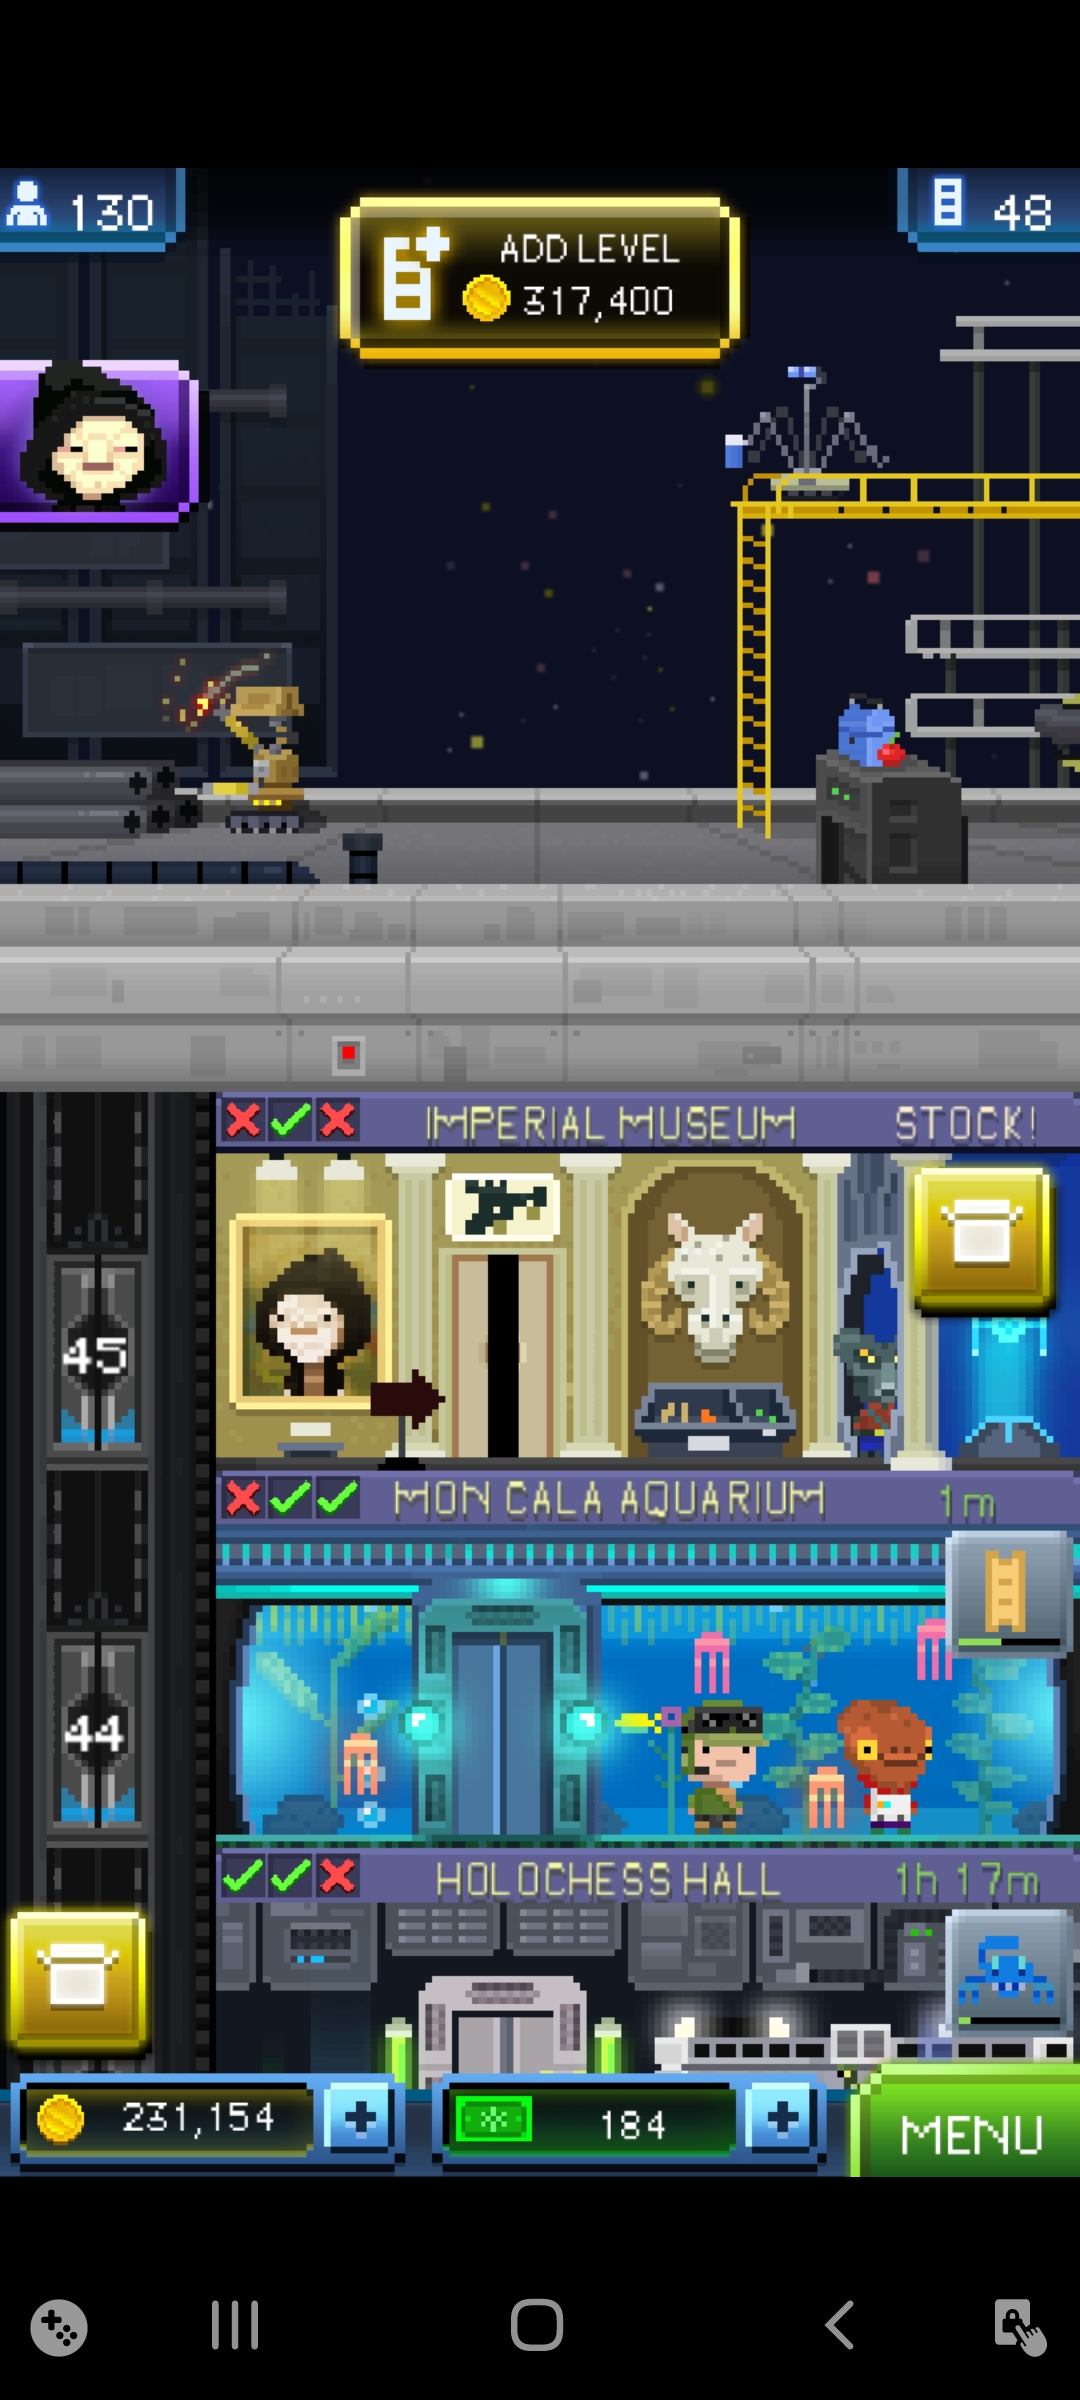 130
ADD LEVEL
317,400
48
IMPERIAL MUSEUM STOCK!
45
MON CALA AQUARIUM 1m
44
HOLOCHESS HALL 1h 17m
231,154
184
MENU